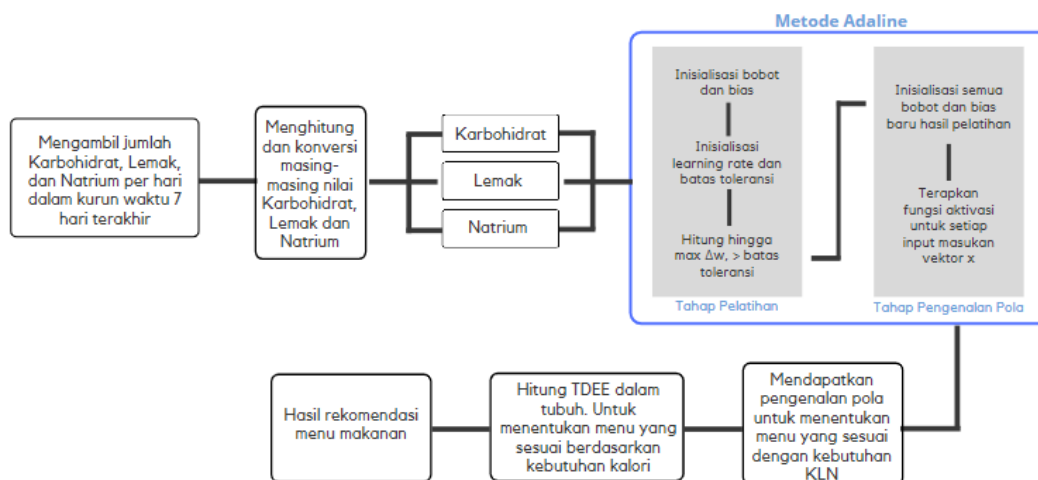 Metode Adaline
Mengambil jumlah
Karbohidrat, Lemak,
dan Natrium per hari
dalam kurun waktu 7
hari terakhir
Menghitung
dan konversi
masing-
masing nilai
Karbohidrat,
Lemak dan
Natrium
Karbohidrat
Lemak
Natrium
Inisialisasi bobot
dan bias
Inisialisasi
learning rate dan
batas toleransi
Hitung hingga
max Δw, > batas
toleransi
Tahap Pelatihan
Inisialisasi semua
bobot dan bias
baru hasil pelatihan
Terapkan
fungsi aktivasi
untuk setiap
input masukan
vektor x
Tahap Pengenalan Pola
Mendapatkan
pengenalan pola
untuk menentukan
menu yang sesuai
dengan kebutuhan
KLN
Hitung TDEE dalam
tubuh. Untuk
menentukan menu yang
sesuai berdasarkan
kebutuhan kalori
Hasil rekomendasi
menu makanan